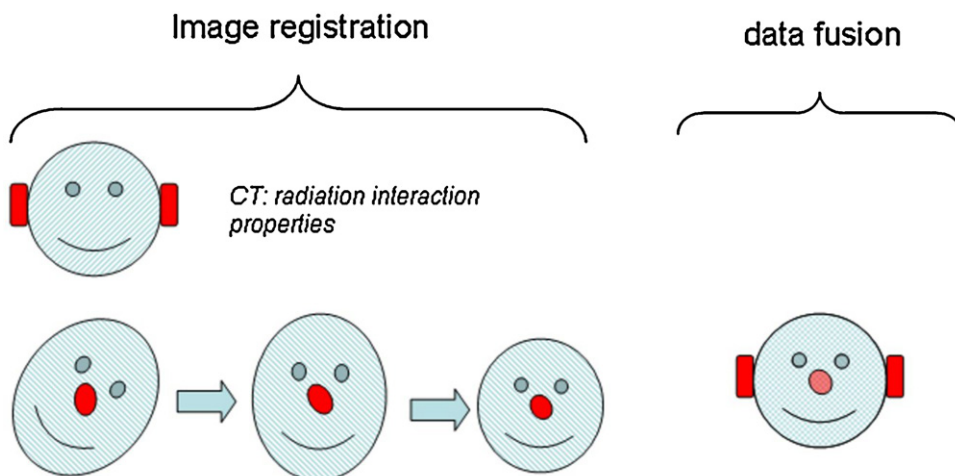 Image registration
data fusion
CT: radiation interaction
properties